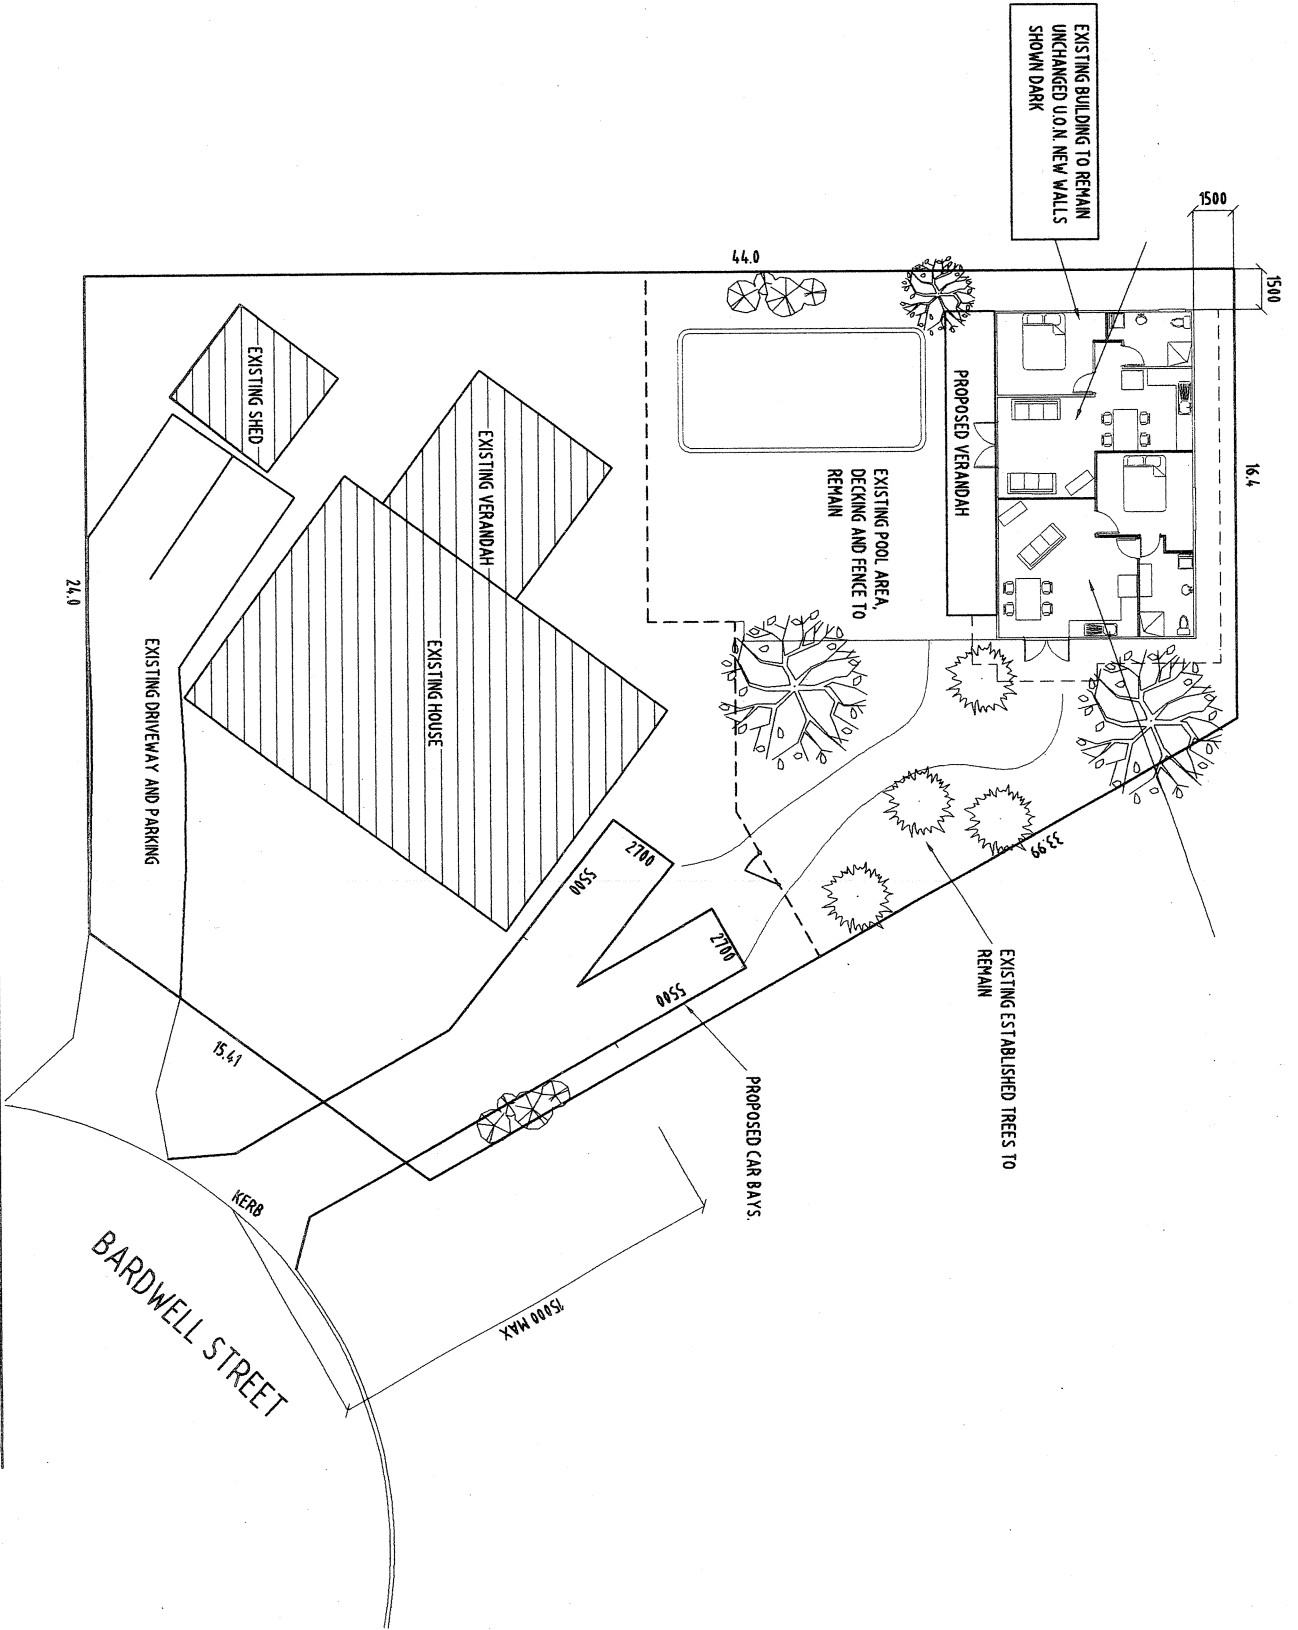 EXISTING BUILDING TO REMAIN
UNCHANGED U.O.N. NEW WALLS
SHOWN DARK
1500
1500
44.0
16.4
PROPOSED VERANDAH
EXISTING POOL AREA,
DECKING AND FENCE TO
REMAIN
EXISTING SHED
EXISTING VERANDAH
EXISTING HOUSE
24.0
EXISTING DRIVEWAY AND PARKING
33.99
2700
5500
2700
5500
EXISTING ESTABLISHED TREES TO
REMAIN
PROPOSED CAR BAYS.
15.41
15000 MAX
KERB
BARDWELL STREET